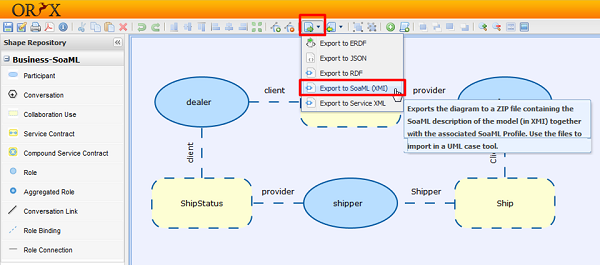 ORYX
Shape Repository
Business-SoaML
Participant
Conversation
Collaboration Use
Service Contract
Compound Service Contract
Role
Aggregated Role
Conversation Link
Role Binding
Role Connection
Export to ERDF
Export to JSON
Export to RDF
Export to SoaML (XMI)
Export to Service XML
Exports the diagram to a ZIP file containing the
SoaML description of the model (in XMI) together
with the associated SoaML Profile. Use the files to
import in a UML case tool.
dealer
client
provider
client
Cli
ShipStatus
provider
shipper
Shipper
Ship